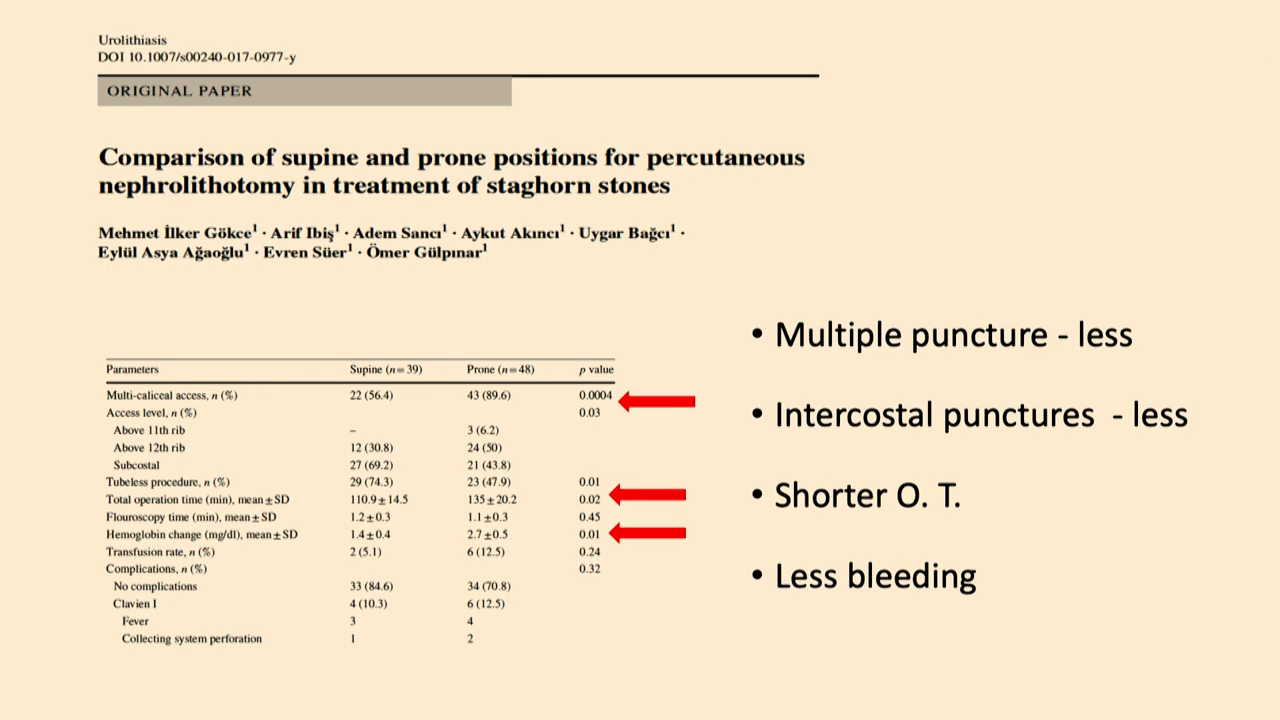 Urolithiasis
DOI 10.1007/s00240-017-0977-y
ORIGINAL PAPER
Comparison of supine and prone positions for percutaneous
nephrolithotomy in treatment of staghorn stones
Mehmet İlker Gökce¹ · Arif Ibiş¹ · Adem Sancı¹ · Aykut Akıncı¹ · Uygar Bağcı¹ ·
Eylül Asya Ağaoğlu¹ · Evren Süer¹ · Ömer Gülpınar¹
Parameters Supine (n=39) Prone (n=48) p value
Multi-caliceal access, n (%) 22 (56.4) 43 (89.6) 0.0004
Access level, n (%) 0.03
Above 11th rib – 3 (6.2)
Above 12th rib 12 (30.8) 24 (50)
Subcostal 27 (69.2) 21 (43.8)
Tubeless procedure, n (%) 29 (74.3) 23 (47.9) 0.01
Total operation time (min), mean±SD 110.9±14.5 135±20.2 0.02
Flouroscopy time (min), mean±SD 1.2±0.3 1.1±0.3 0.45
Hemoglobin change (mg/dl), mean±SD 1.4±0.4 2.7±0.5 0.01
Transfusion rate, n (%) 2 (5.1) 6 (12.5) 0.24
Complications, n (%) 0.32
No complications 33 (84.6) 34 (70.8)
Clavien I 4 (10.3) 6 (12.5)
Fever 3 4
Collecting system perforation 1 2
• Multiple puncture - less
• Intercostal punctures - less
• Shorter O. T.
• Less bleeding